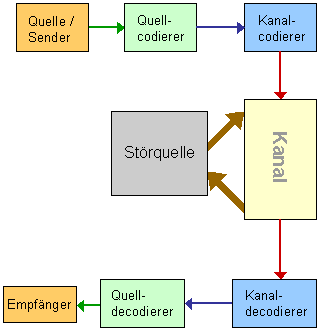 Quelle /
Sender
Quell-
codierer
Kanal-
codierer
Störquelle
Kanal
Empfänger
Quell-
decodierer
Kanal-
decodierer